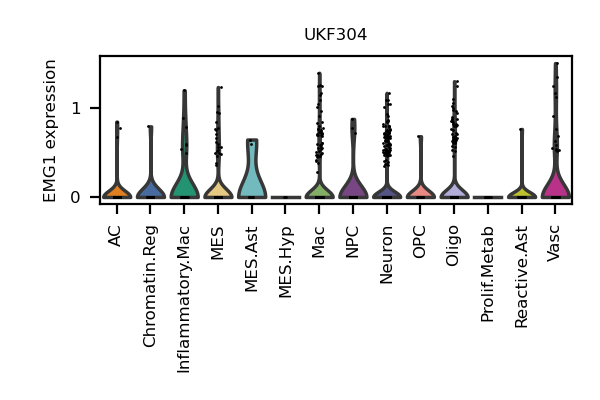 UKF304
EMG1 expression
1
0
AC
Chromatin.Reg
Inflammatory.Mac
MES
MES.Ast
MES.Hyp
Mac
NPC
Neuron
OPC
Oligo
Prolif.Metab
Reactive.Ast
Vasc